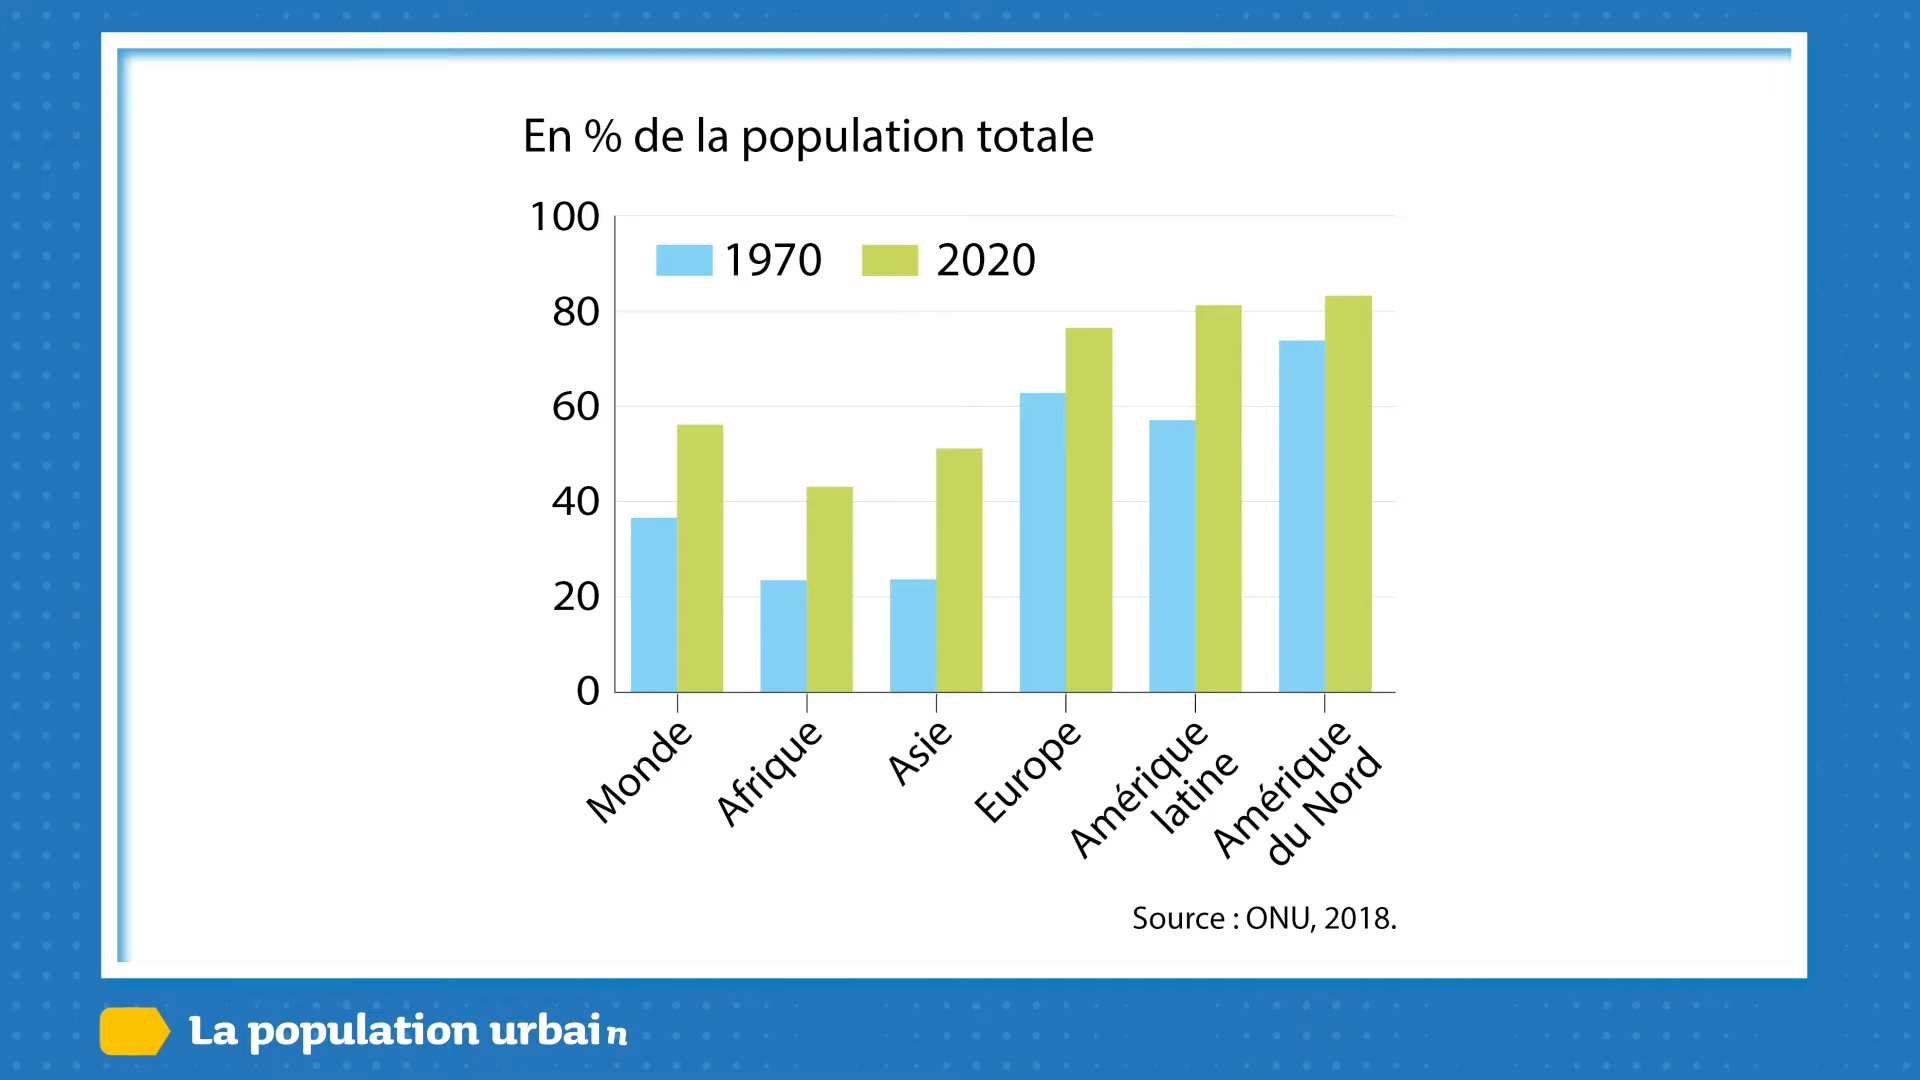 En % de la population totale
100
1970 2020
80
60
40
20
0
Monde
Afrique
Asie
Europe
Amérique
latine
Amérique
du Nord
Source : ONU, 2018.
La population urbain